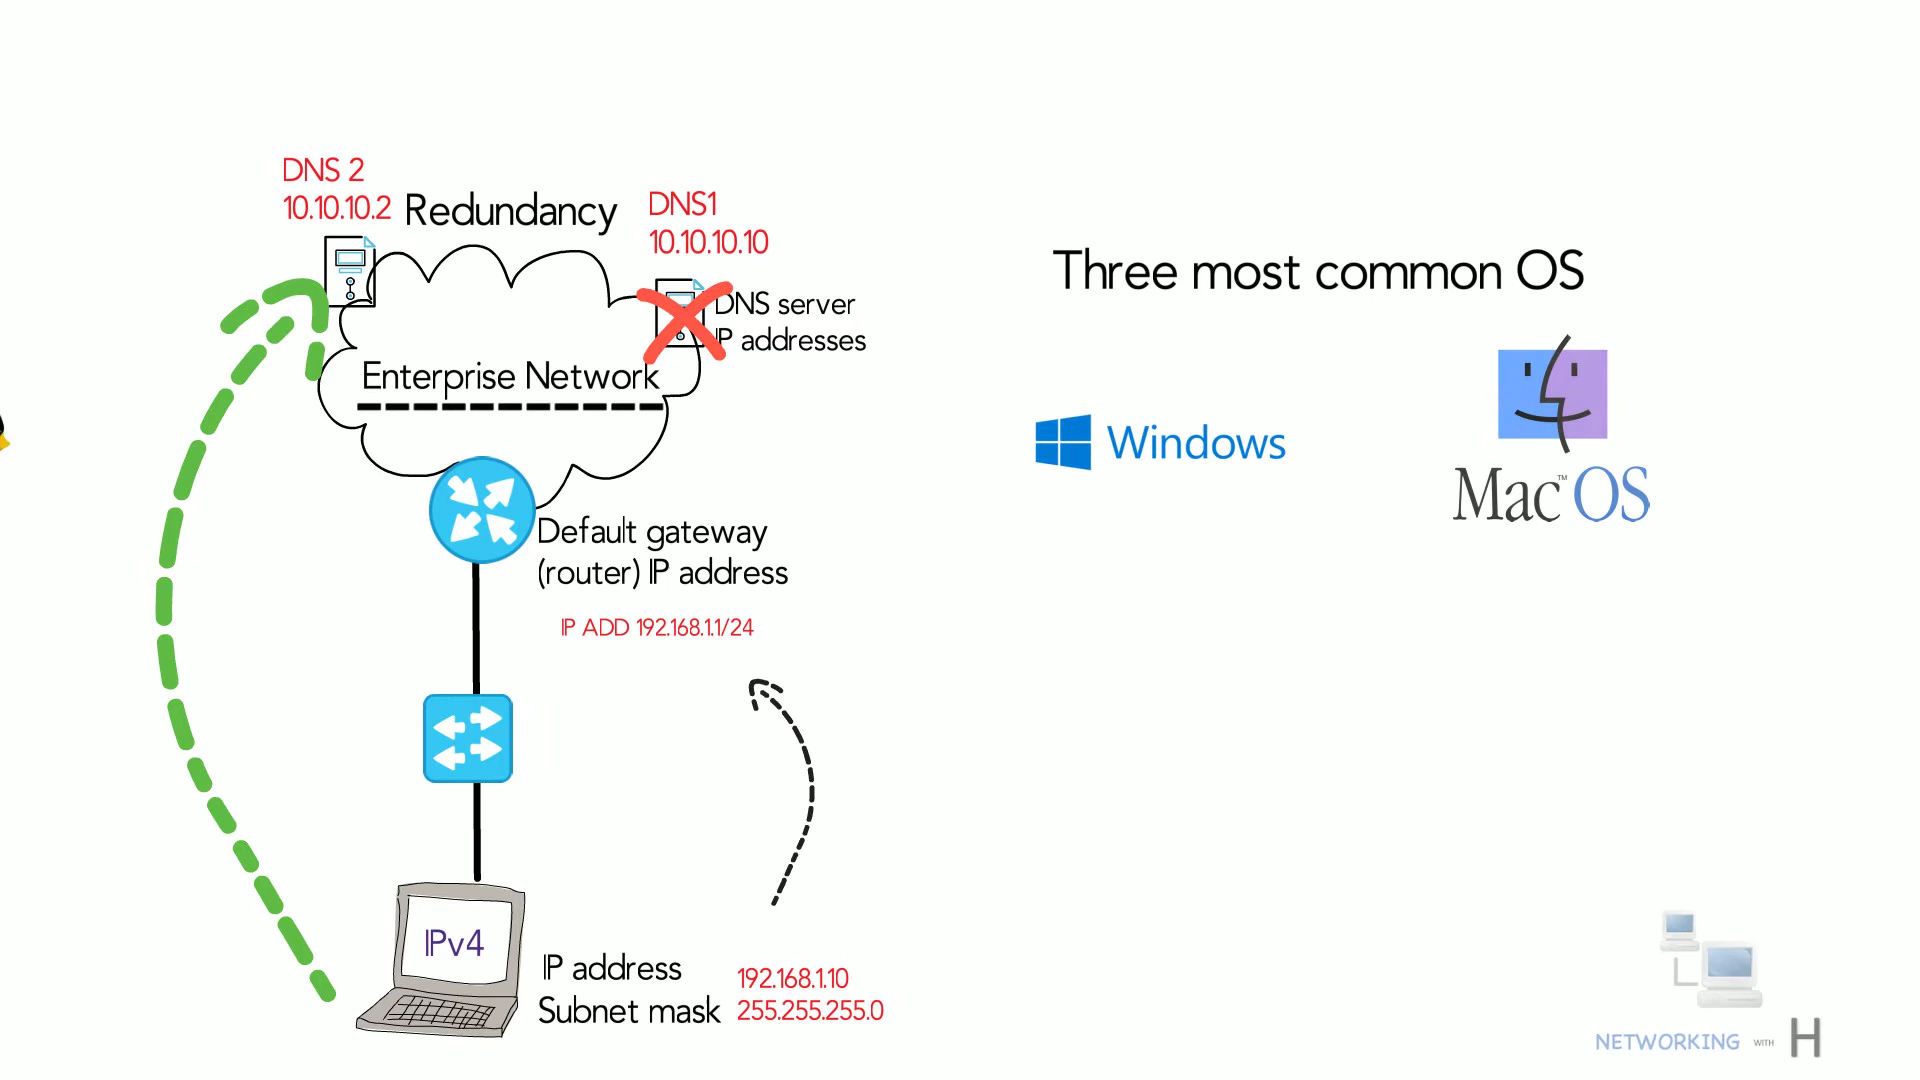 DNS 2
10.10.10.2
Redundancy
DNS1
10.10.10.10
DNS server
IP addresses
Enterprise Network
Default gateway
(router) IP address
IP ADD 192.168.1.1/24
IPv4
IP address
192.168.1.10
Subnet mask
255.255.255.0
Three most common OS
Windows
Mac™ OS
NETWORKING WITH H